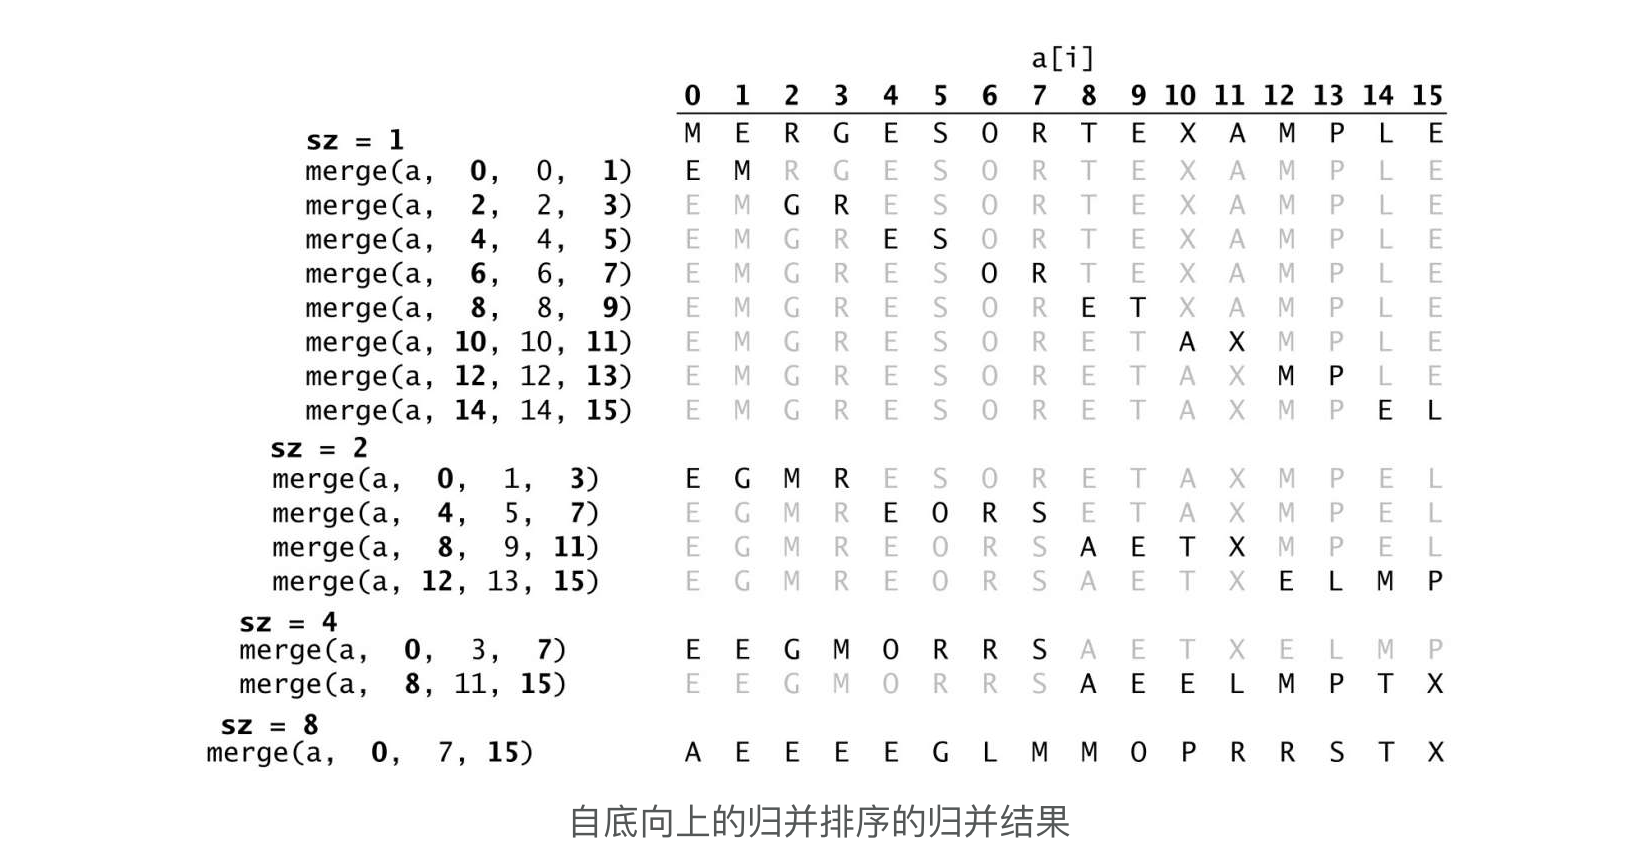 a[i]
0 1 2 3 4 5 6 7 8 9 10 11 12 13 14 15
M E R G E S O R T E X A M P L E
sz = 1
merge(a, 0, 0, 1) E M R G E S O R T E X A M P L E
merge(a, 2, 2, 3) E M G R E S O R T E X A M P L E
merge(a, 4, 4, 5) E M G R E S O R T E X A M P L E
merge(a, 6, 6, 7) E M G R E S O R T E X A M P L E
merge(a, 8, 8, 9) E M G R E S O R E T X A M P L E
merge(a, 10, 10, 11) E M G R E S O R E T A X M P L E
merge(a, 12, 12, 13) E M G R E S O R E T A X M P L E
merge(a, 14, 14, 15) E M G R E S O R E T A X M P E L
sz = 2
merge(a, 0, 1, 3) E G M R E S O R E T A X M P E L
merge(a, 4, 5, 7) E G M R E O R S E T A X M P E L
merge(a, 8, 9, 11) E G M R E O R S A E T X M P E L
merge(a, 12, 13, 15) E G M R E O R S A E T X E L M P
sz = 4
merge(a, 0, 3, 7) E E G M O R R S A E T X E L M P
merge(a, 8, 11, 15) E E G M O R R S A E E L M P T X
sz = 8
merge(a, 0, 7, 15) A E E E E G L M M O P R R S T X
自底向上的归并排序的归并结果